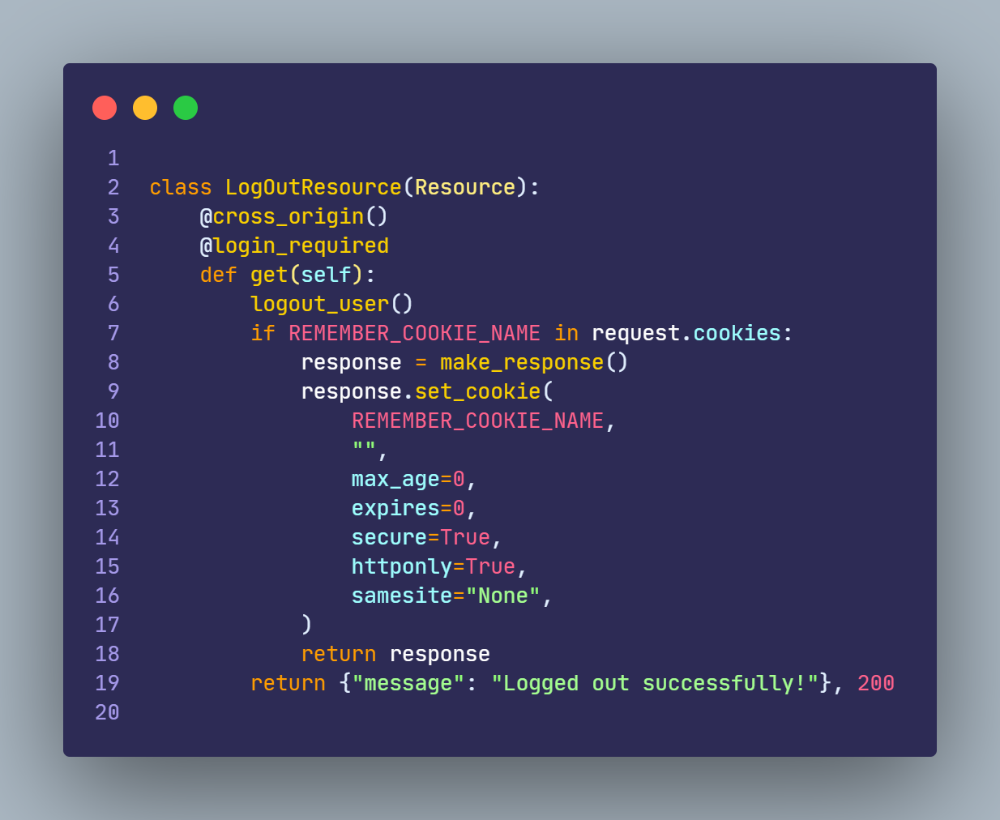 1
2 class LogOutResource(Resource):
3     @cross_origin()
4     @login_required
5     def get(self):
6         logout_user()
7         if REMEMBER_COOKIE_NAME in request.cookies:
8             response = make_response()
9             response.set_cookie(
10                 REMEMBER_COOKIE_NAME,
11                 "",
12                 max_age=0,
13                 expires=0,
14                 secure=True,
15                 httponly=True,
16                 samesite="None",
17             )
18             return response
19         return {"message": "Logged out successfully!"}, 200
20